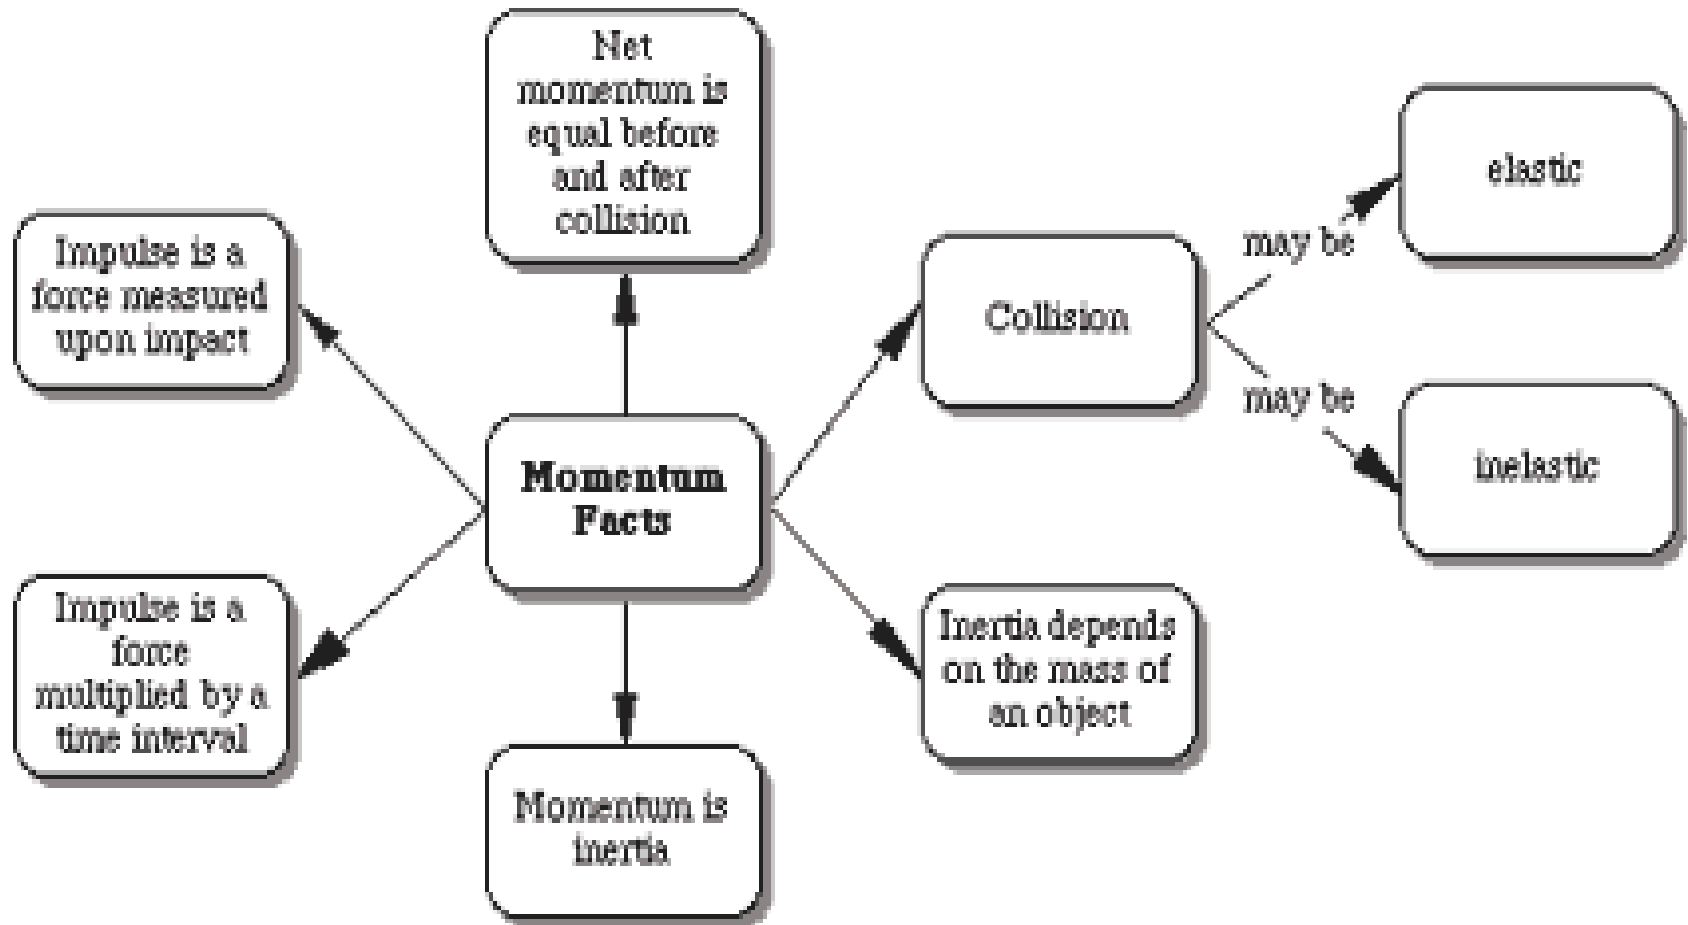 Net
momentum is
equal before
and after
collision
elastic
may be
Impulse is a
force measured
upon impact
Collision
may be
inelastic
Momentum
Facts
Impulse is a
force
multiplied by a
time interval
Inertia depends
on the mass of
an object
Momentum is
inertia